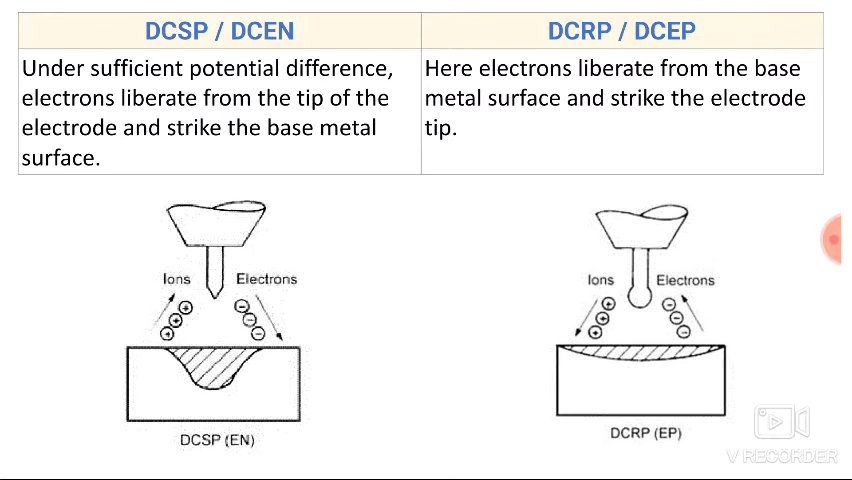 DCSP / DCEN
DCRP / DCEP
Under sufficient potential difference,
electrons liberate from the tip of the
electrode and strike the base metal
surface.
Here electrons liberate from the base
metal surface and strike the electrode
tip.
Ions
Electrons
+
+
+
−
−
−
DCSP (EN)
Ions
Electrons
+
+
+
−
−
−
DCRP (EP)
V RECORDER